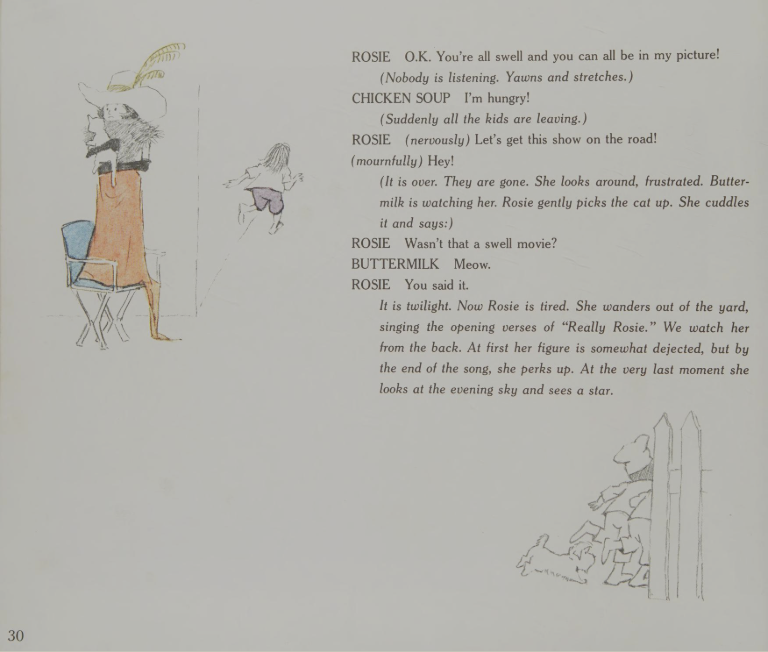 ROSIE O.K. You're all swell and you can all be in my picture!
(Nobody is listening. Yawns and stretches.)
CHICKEN SOUP I'm hungry!
(Suddenly all the kids are leaving.)
ROSIE (nervously) Let's get this show on the road!
(mournfully) Hey!
(It is over. They are gone. She looks around, frustrated. Butter-
milk is watching her. Rosie gently picks the cat up. She cuddles
it and says:)
ROSIE Wasn't that a swell movie?
BUTTERMILK Meow.
ROSIE You said it.
It is twilight. Now Rosie is tired. She wanders out of the yard,
singing the opening verses of “Really Rosie.” We watch her
from the back. At first her figure is somewhat dejected, but by
the end of the song, she perks up. At the very last moment she
looks at the evening sky and sees a star.
30